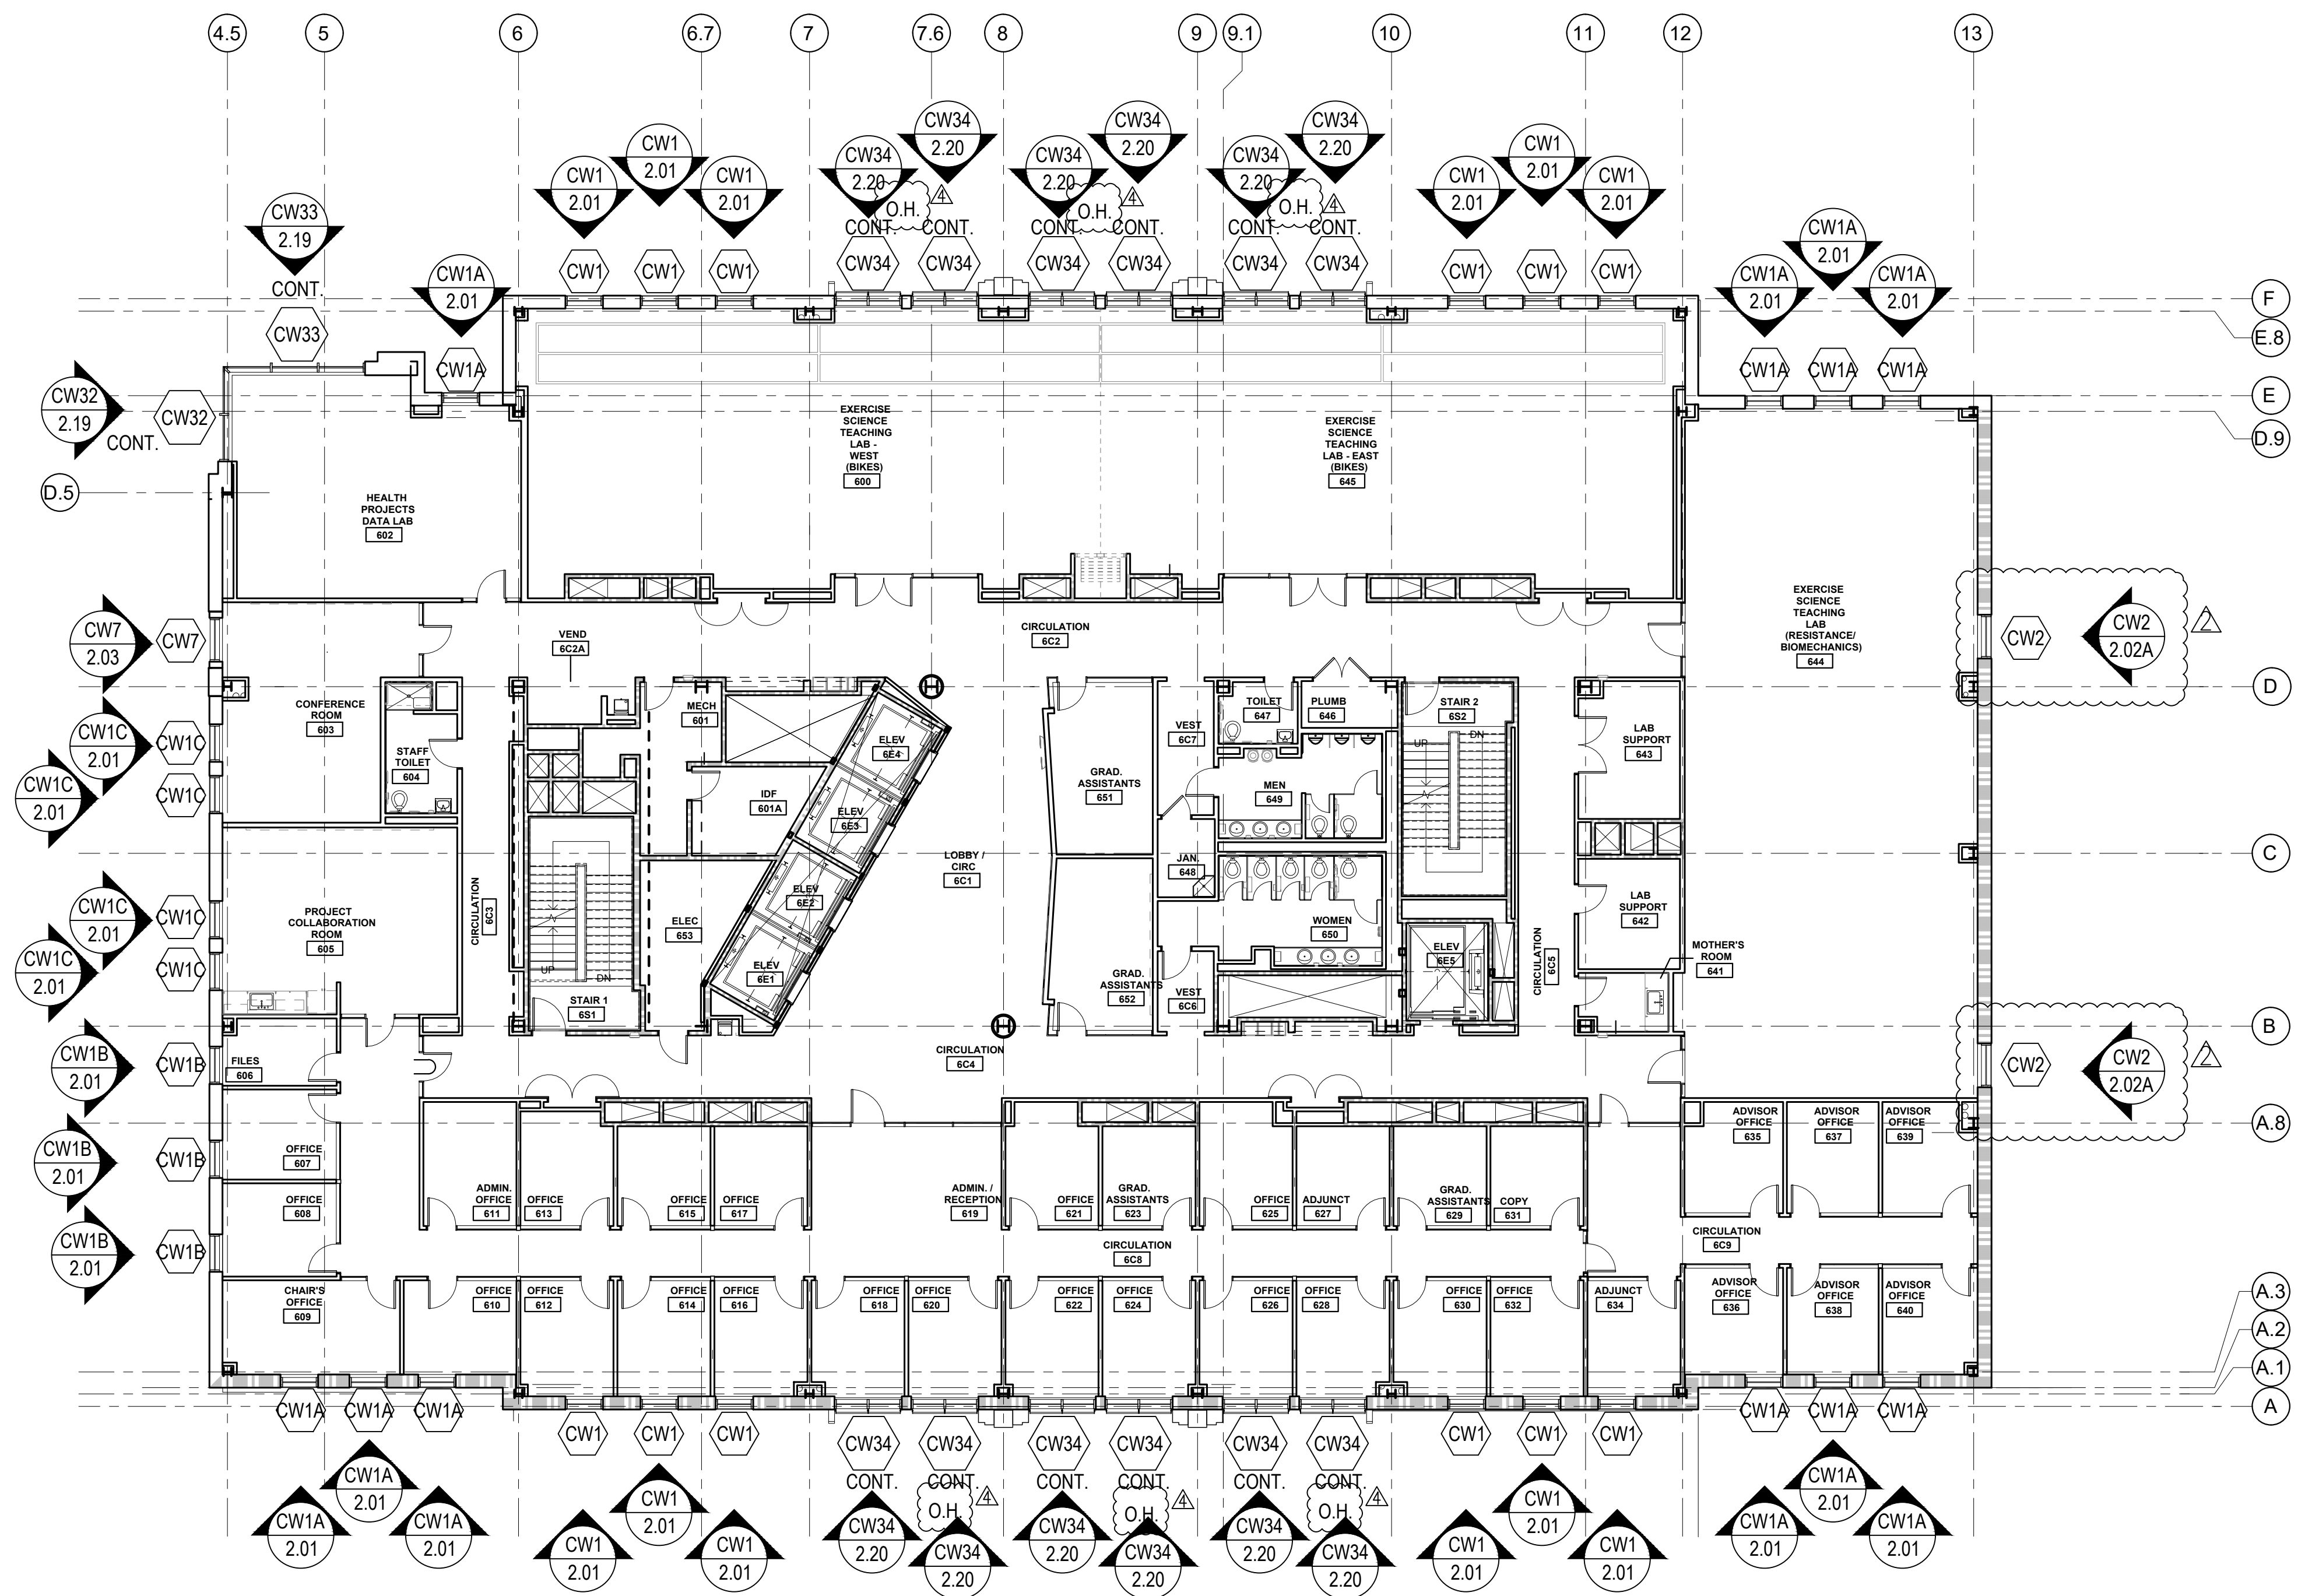 4.5
5
6
6.7
7
7.6
8
9
9.1
10
11
12
13
CW34
2.20
CW34
2.20
CW34
2.20
CW1
2.01
CW1
2.01
CW34
2.20
CW34
2.20
CW34
2.20
CW1
2.01
CW1
2.01
CW1
2.01
CW1
2.01
CW1
2.01
O.H.
4
O.H.
4
O.H.
4
CW33
2.19
CONT.
CONT.
CONT.
CONT.
CONT.
CONT.
CONT.
CW1A
2.01
CW1A
2.01
CW1A
2.01
CW1A
2.01
CW1
CW1
CW1
CW34
CW34
CW34
CW34
CW34
CW34
CW1
CW1
CW1
CW33
CW1A
CW1A
CW1A
CW1A
F
E.8
E
D.9
CW32
2.19
CONT.
CW32
D.5
EXERCISE
SCIENCE
TEACHING
LAB -
WEST
(BIKES)
600
EXERCISE
SCIENCE
TEACHING
LAB - EAST
(BIKES)
645
HEALTH
PROJECTS
DATA LAB
602
EXERCISE
SCIENCE
TEACHING
LAB
(RESISTANCE/
BIOMECHANICS)
644
CW7
2.03
CW7
VEND
6C2A
CIRCULATION
6C2
CW2
CW2
2.02A
2
D
CONFERENCE
ROOM
603
MECH
601
VEST
6C7
TOILET
647
PLUMB
646
STAIR 2
6S2
UP
DN
LAB
SUPPORT
643
CW1C
2.01
CW1C
CW1C
2.01
CW1C
STAFF
TOILET
604
ELEV
6E4
IDF
601A
ELEV
6E3
GRAD.
ASSISTANTS
651
MEN
649
C
LOBBY /
CIRC
6C1
JAN.
648
ELEV
6E2
CIRCULATION
6C3
PROJECT
COLLABORATION
ROOM
605
CW1C
2.01
CW1C
CW1C
2.01
CW1C
ELEC
653
WOMEN
650
LAB
SUPPORT
642
ELEV
6E1
UP
DN
STAIR 1
6S1
GRAD.
ASSISTANTS
652
VEST
6C6
ELEV
6E5
CIRCULATION
6C5
MOTHER'S
ROOM
641
B
CW1B
2.01
CW1B
FILES
606
CIRCULATION
6C4
CW2
CW2
2.02A
2
A.8
CW1B
2.01
CW1B
OFFICE
607
ADVISOR
OFFICE
635
ADVISOR
OFFICE
637
ADVISOR
OFFICE
639
OFFICE
608
ADMIN.
OFFICE
611
OFFICE
613
OFFICE
615
OFFICE
617
ADMIN. /
RECEPTION
619
OFFICE
621
GRAD.
ASSISTANTS
623
OFFICE
625
ADJUNCT
627
GRAD.
ASSISTANTS
629
COPY
631
CW1B
2.01
CW1B
CIRCULATION
6C8
CIRCULATION
6C9
CHAIR'S
OFFICE
609
OFFICE
610
OFFICE
612
OFFICE
614
OFFICE
616
OFFICE
618
OFFICE
620
OFFICE
622
OFFICE
624
OFFICE
626
OFFICE
628
OFFICE
630
OFFICE
632
ADJUNCT
634
ADVISOR
OFFICE
636
ADVISOR
OFFICE
638
ADVISOR
OFFICE
640
A.3
A.2
A.1
A
CW1A
CW1A
CW1A
CW1A
CW1A
CW1A
CW1
CW1
CW1
CW34
CW34
CW34
CW34
CW34
CW34
CW1
CW1
CW1
CONT.
CONT.
CONT.
CONT.
CONT.
CONT.
O.H.
4
O.H.
4
O.H.
4
CW1A
2.01
CW1A
2.01
CW1A
2.01
CW1
2.01
CW1
2.01
CW1
2.01
CW34
2.20
CW34
2.20
CW34
2.20
CW34
2.20
CW34
2.20
CW34
2.20
CW1
2.01
CW1
2.01
CW1
2.01
CW1A
2.01
CW1A
2.01
CW1A
2.01